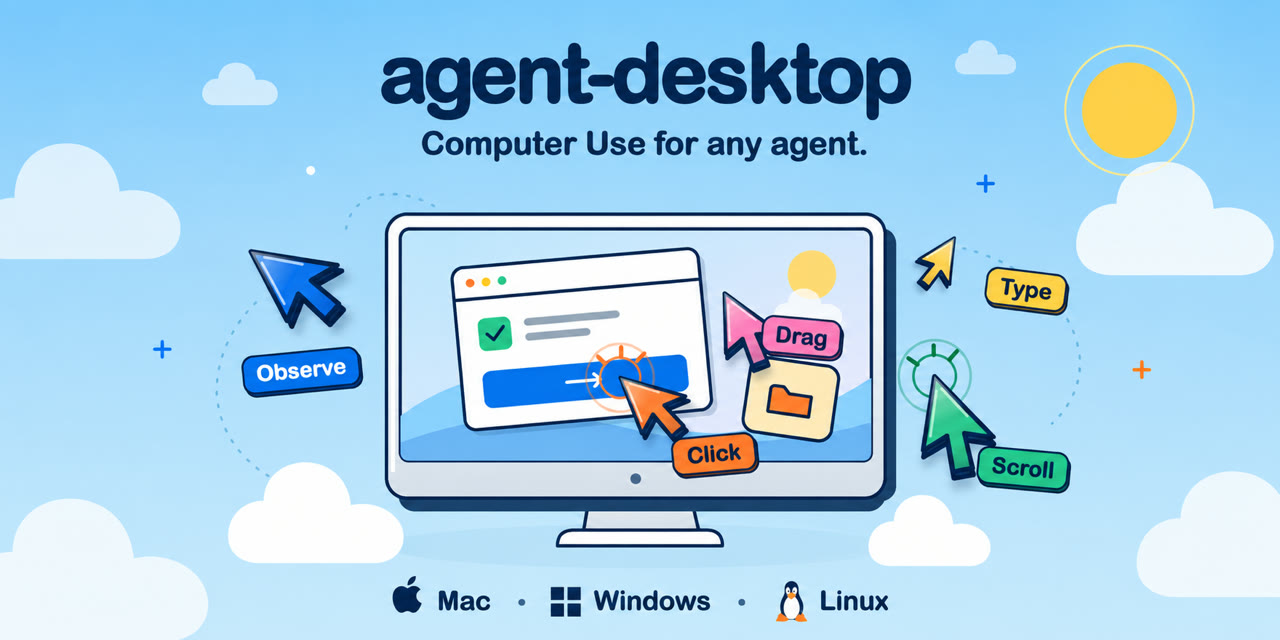 agent-desktop
Computer Use for any agent.
Observe
Type
Drag
Click
Scroll
Mac • Windows • Linux